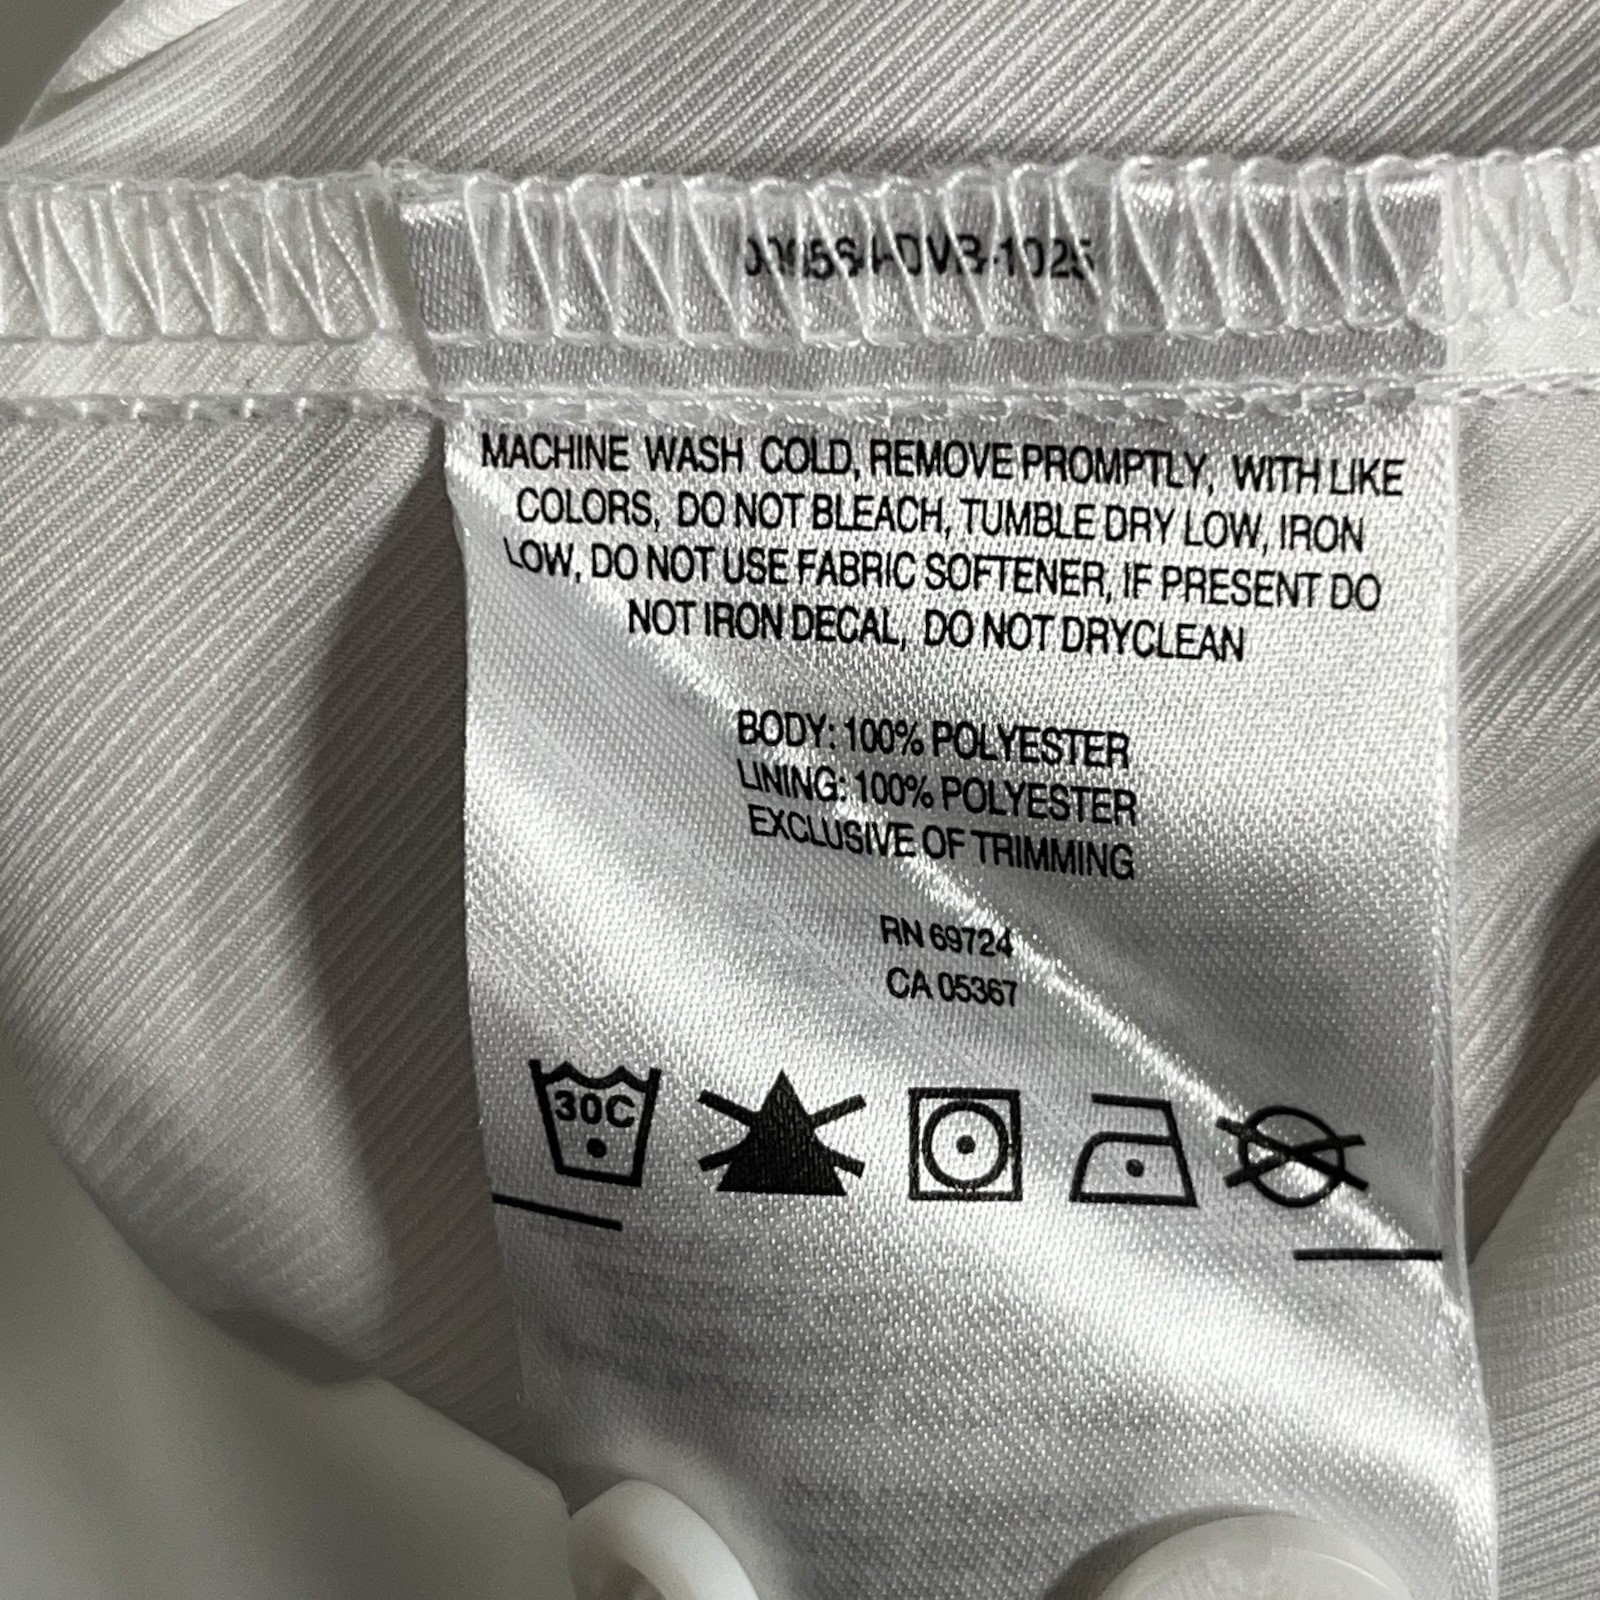 MACHINE WASH COLD, REMOVE PROMPTLY, WITH LIKE
COLORS, DO NOT BLEACH, TUMBLE DRY LOW, IRON
LOW, DO NOT USE FABRIC SOFTENER, IF PRESENT DO
NOT IRON DECAL, DO NOT DRYCLEAN
BODY: 100% POLYESTER
LINING: 100% POLYESTER
EXCLUSIVE OF TRIMMING
RN 69724
CA 05367
30C